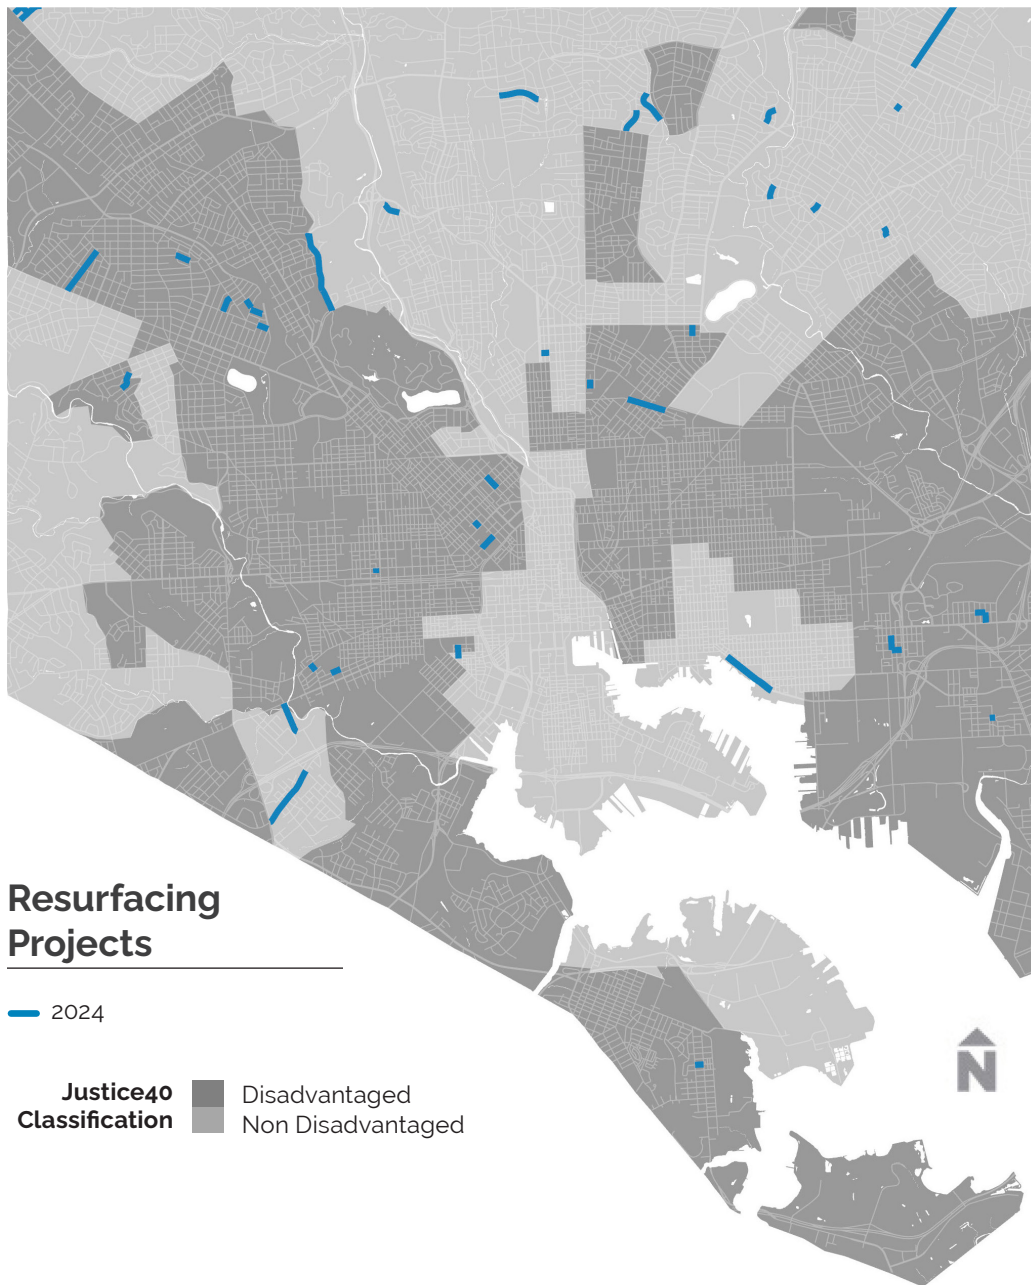 Resurfacing
Projects
2024
Justice40
Classification
Disadvantaged
Non Disadvantaged
N